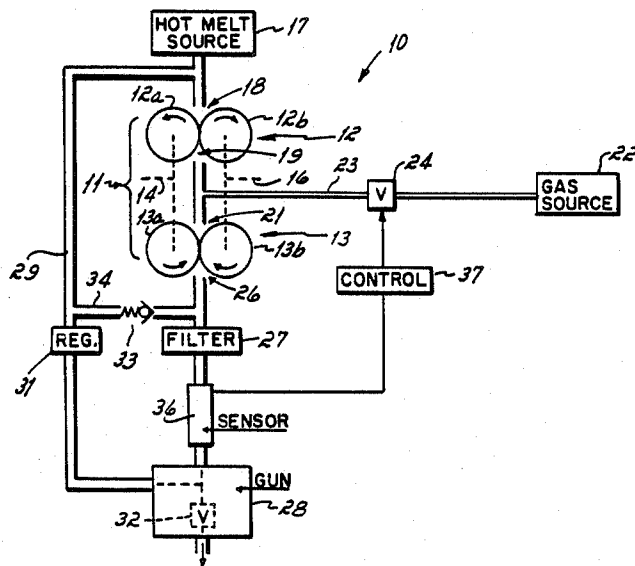 HOT MELT
SOURCE
17
10
12a
18
12b
12
19
22
11
14
16
23
24
V
GAS
SOURCE
13a
21
13
13b
29
26
CONTROL
37
34
33
REG.
FILTER
27
31
36
SENSOR
GUN
32
V
28